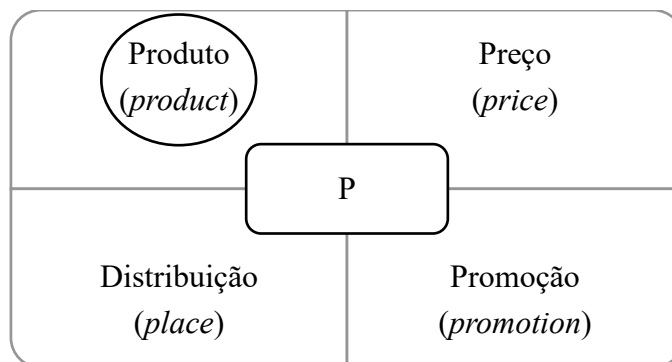 Produto
(product)
Preço
(price)
P
Distribuição
(place)
Promoção
(promotion)